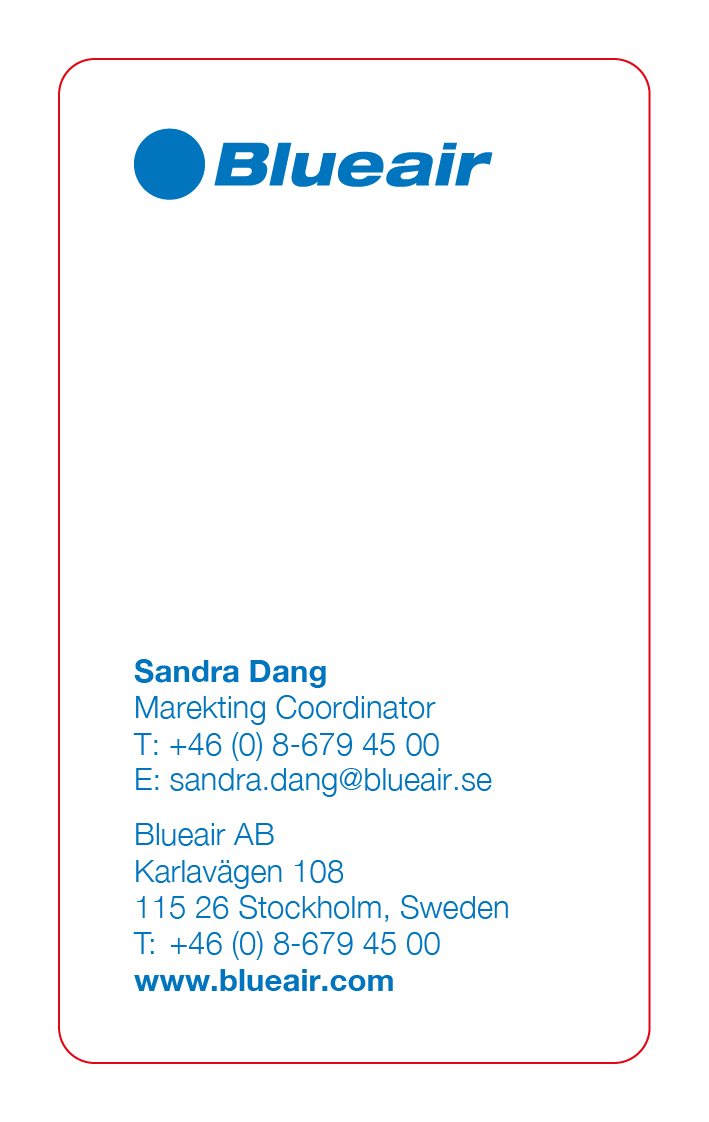 Blueair
Sandra Dang
Marekting Coordinator
T: +46 (0) 8-679 45 00
E: sandra.dang@blueair.se
Blueair AB
Karlavägen 108
115 26 Stockholm, Sweden
T: +46 (0) 8-679 45 00
www.blueair.com